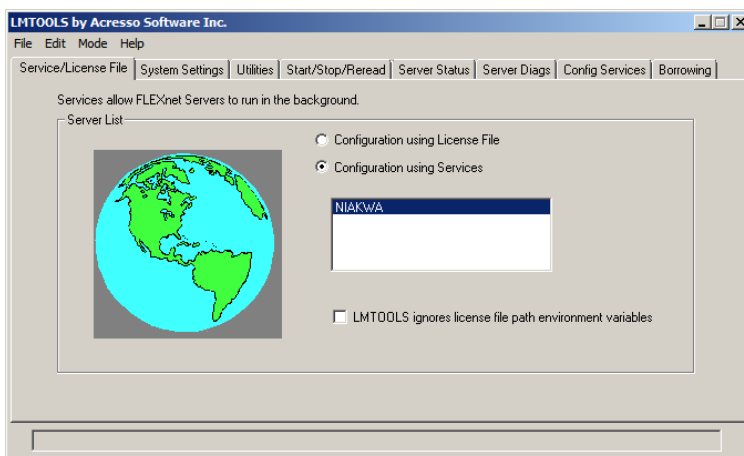 LMTOOLS by Acresso Software Inc.
File Edit Mode Help
Service/License File System Settings Utilities Start/Stop/Reread Server Status Server Diags Config Services Borrowing
Services allow FLEXnet Servers to run in the background.
Server List
Configuration using License File
Configuration using Services
NIAKWA
LMTOOLS ignores license file path environment variables